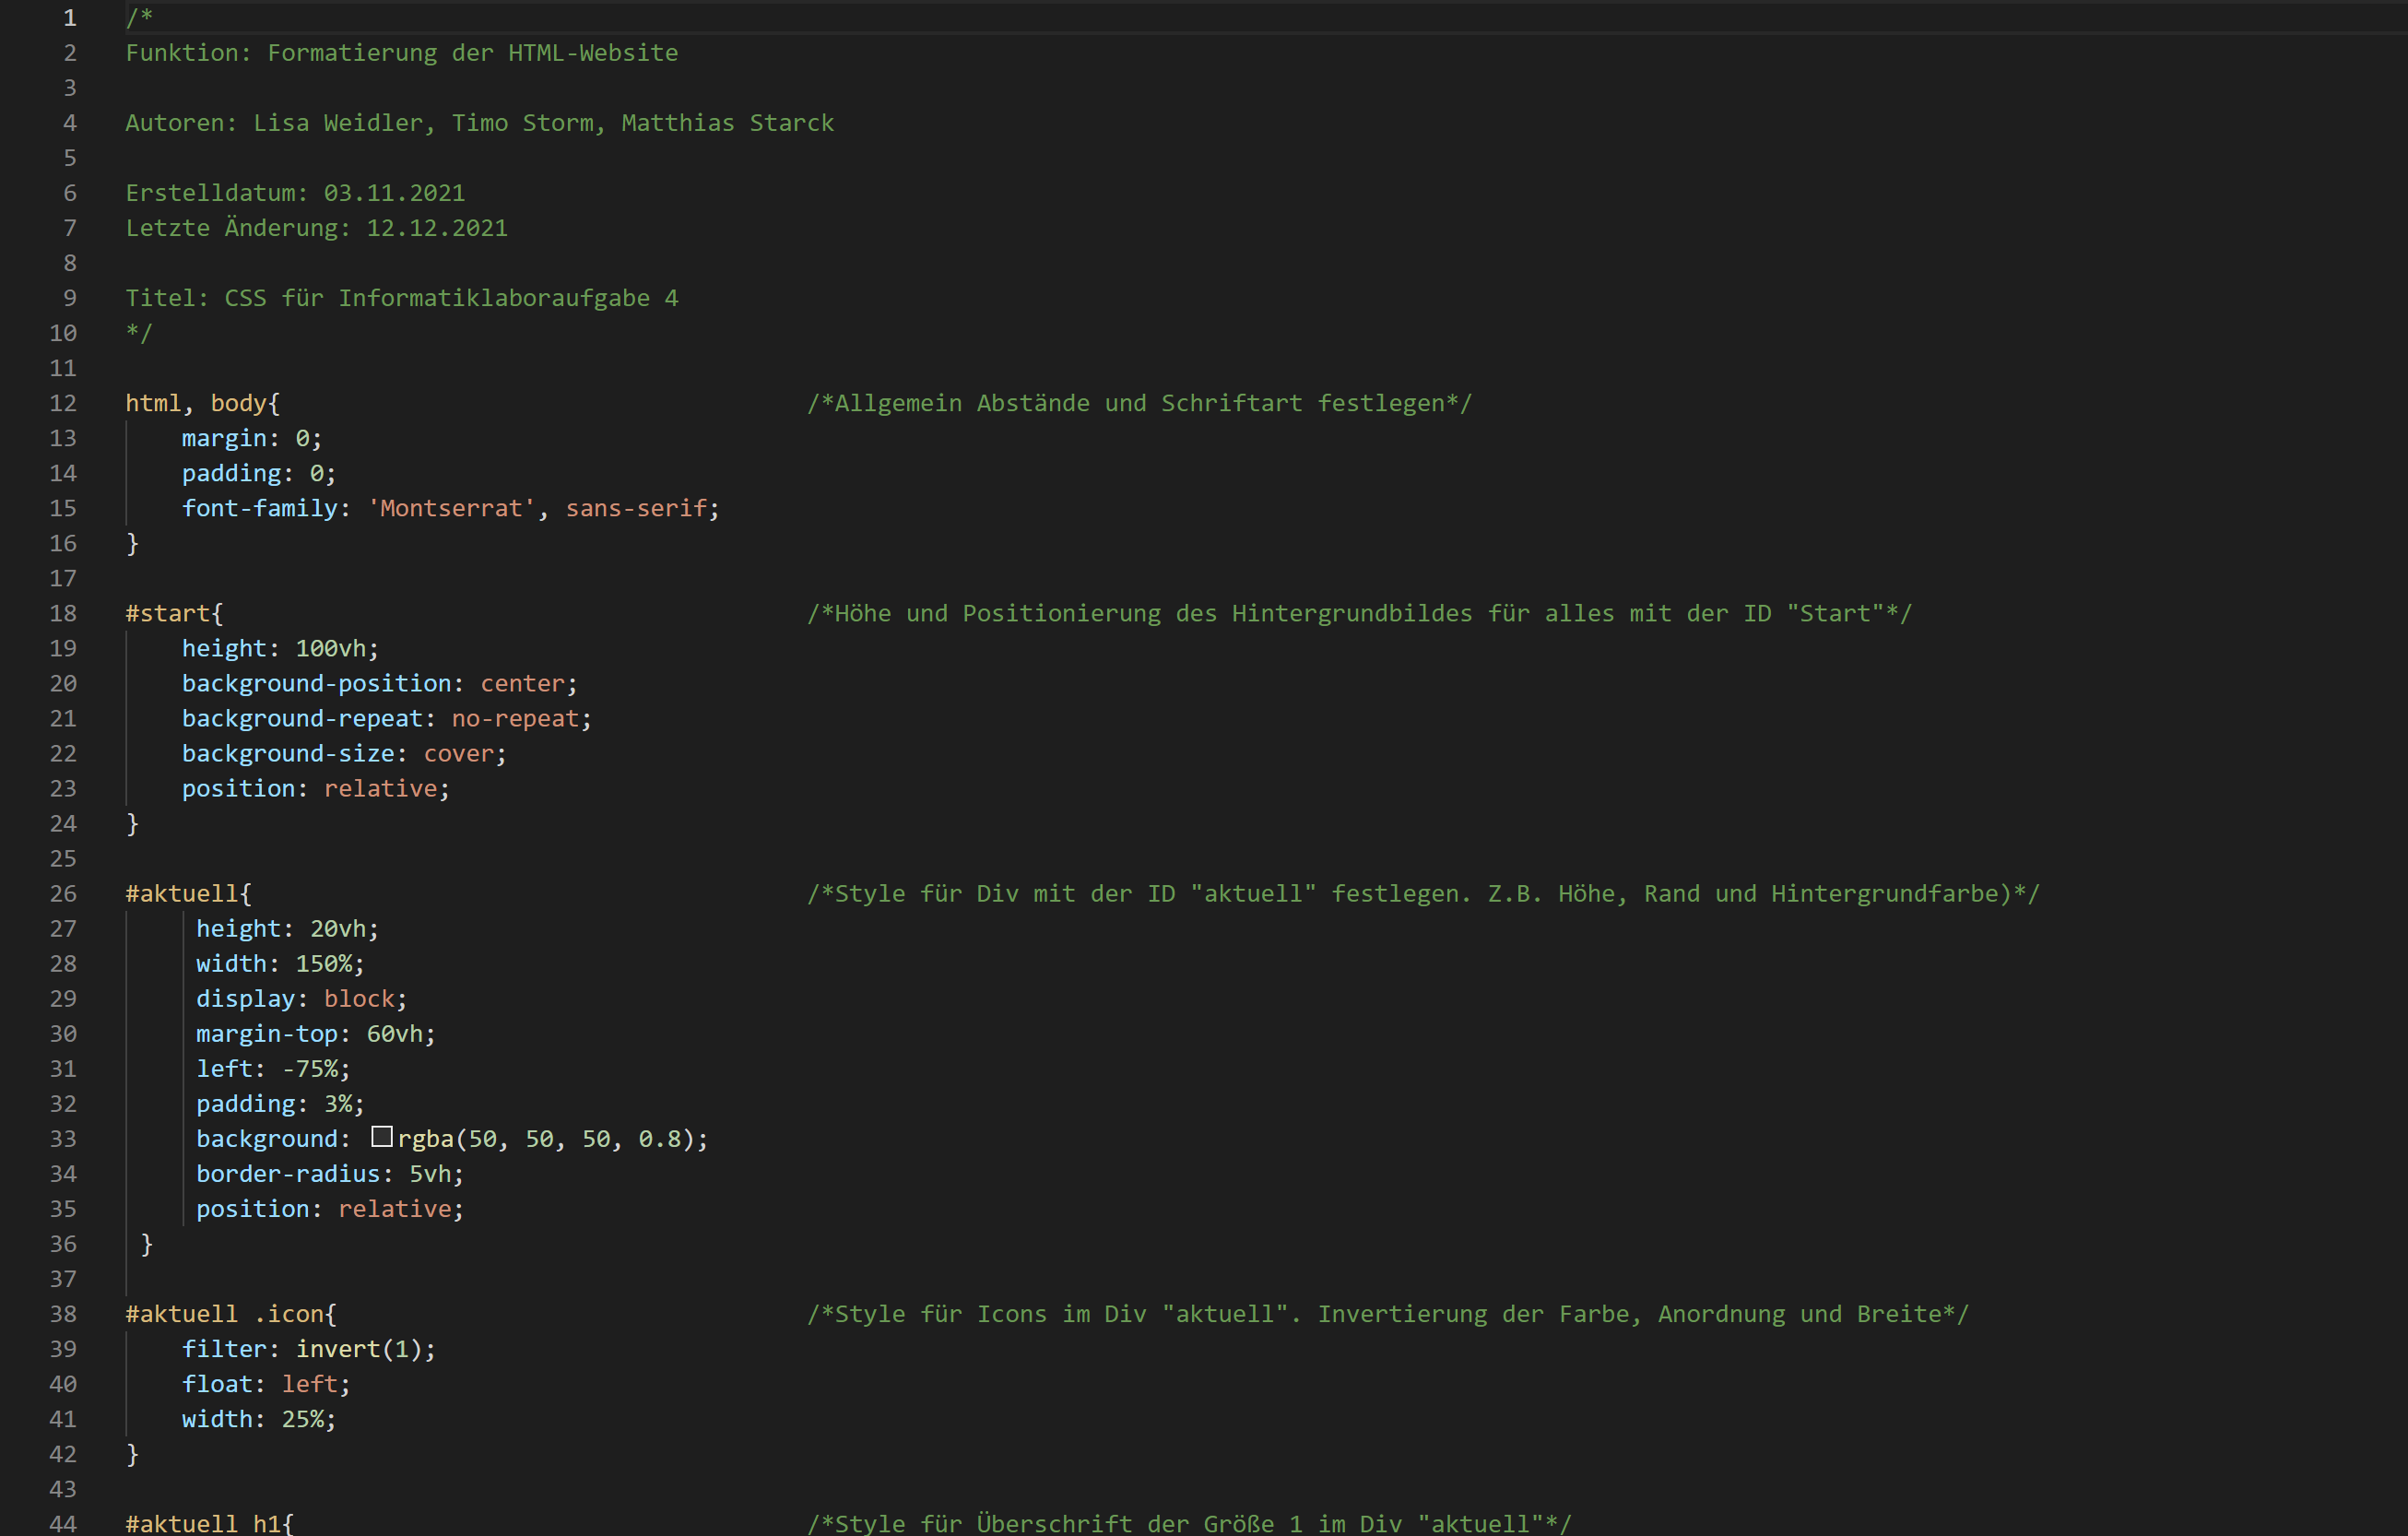 1 /*
2 Funktion: Formatierung der HTML-Website
3
4 Autoren: Lisa Weidler, Timo Storm, Matthias Starck
5
6 Erstelldatum: 03.11.2021
7 Letzte Änderung: 12.12.2021
8
9 Titel: CSS für Informatiklaboraufgabe 4
10 */
11
12 html, body{ /*Allgemein Abstände und Schriftart festlegen*/
13 margin: 0;
14 padding: 0;
15 font-family: 'Montserrat', sans-serif;
16 }
17
18 #start{ /*Höhe und Positionierung des Hintergrundbildes für alles mit der ID "Start"*/
19 height: 100vh;
20 background-position: center;
21 background-repeat: no-repeat;
22 background-size: cover;
23 position: relative;
24 }
25
26 #aktuell{ /*Style für Div mit der ID "aktuell" festlegen. Z.B. Höhe, Rand und Hintergrundfarbe)*/
27 height: 20vh;
28 width: 150%;
29 display: block;
30 margin-top: 60vh;
31 left: -75%;
32 padding: 3%;
33 background: rgba(50, 50, 50, 0.8);
34 border-radius: 5vh;
35 position: relative;
36 }
37
38 #aktuell .icon{ /*Style für Icons im Div "aktuell". Invertierung der Farbe, Anordnung und Breite*/
39 filter: invert(1);
40 float: left;
41 width: 25%;
42 }
43
44 #aktuell h1{ /*Style für Überschrift der Größe 1 im Div "aktuell"*/